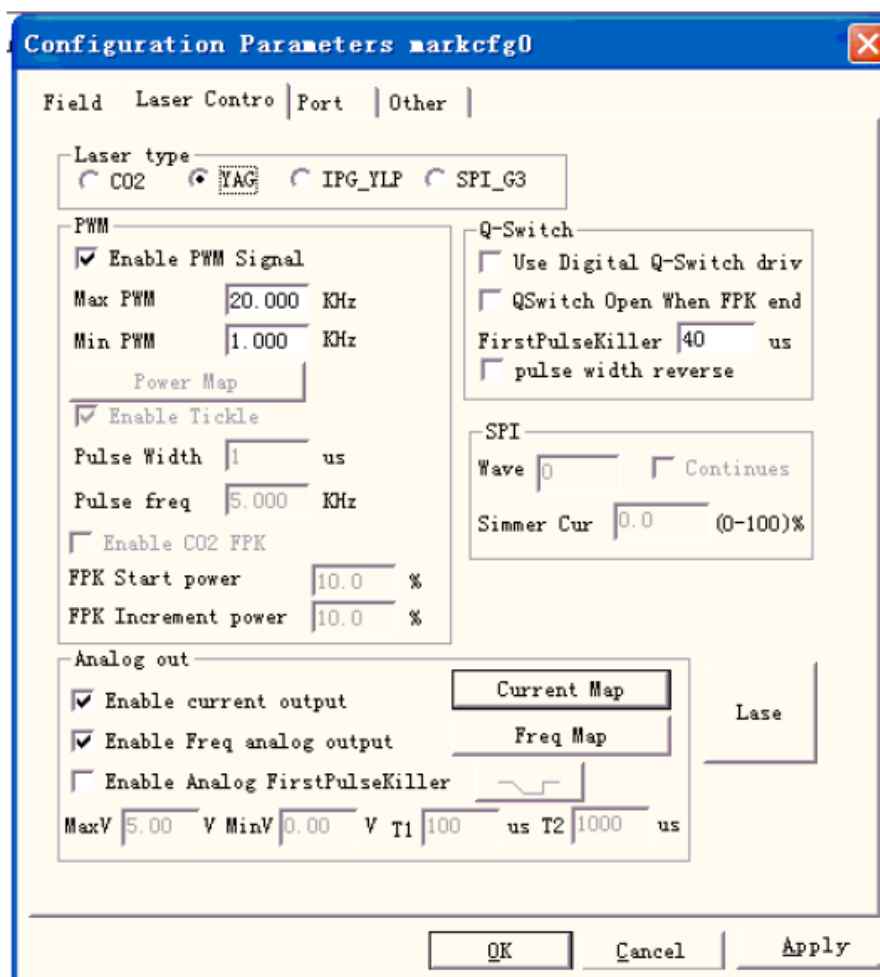 Configuration Parameters markcfg0
Field Laser Contro Port Other
Laser type
CO2 YAG IPG_YLP SPI_G3
PWM
Enable PWM Signal
Max PWM 20.000 KHz
Min PWM 1.000 KHz
Power Map
Enable Tickle
Pulse Width 1 us
Pulse freq 5.000 KHz
Enable CO2 FPK
FPK Start power 10.0 %
FPK Increment power 10.0 %
Q-Switch
Use Digital Q-Switch driv
QSwitch Open When FPK end
FirstPulseKiller 40 us
pulse width reverse
SPI
Wave 0 Continues
Simmer Cur 0.0 (0-100)%
Analog out
Enable current output Current Map
Enable Freq analog output Freq Map
Enable Analog FirstPulseKiller
MaxV 5.00 V MinV 0.00 V T1 100 us T2 1000 us
Lase
OK Cancel Apply